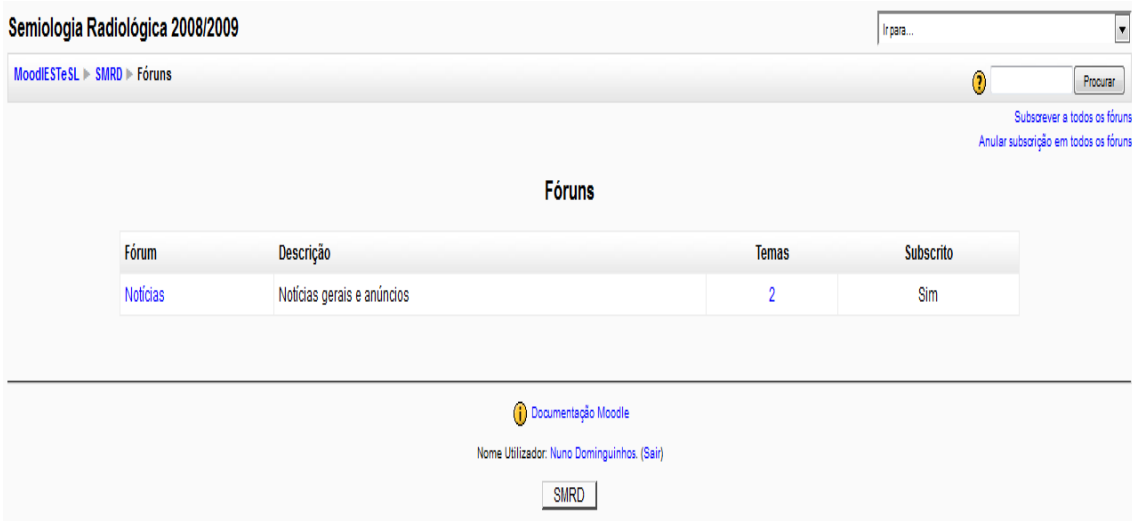 Semiologia Radiológica 2008/2009
Ir para...
MoodlESTeSL ► SMRD ► Fóruns
Procurar
Subscrever a todos os fóruns
Anular subscrição em todos os fóruns
Fóruns
Fórum Descrição Temas Subscrito
Notícias Notícias gerais e anúncios 2 Sim
Documentação Moodle
Nome Utilizador: Nuno Dominguinhos. (Sair)
SMRD